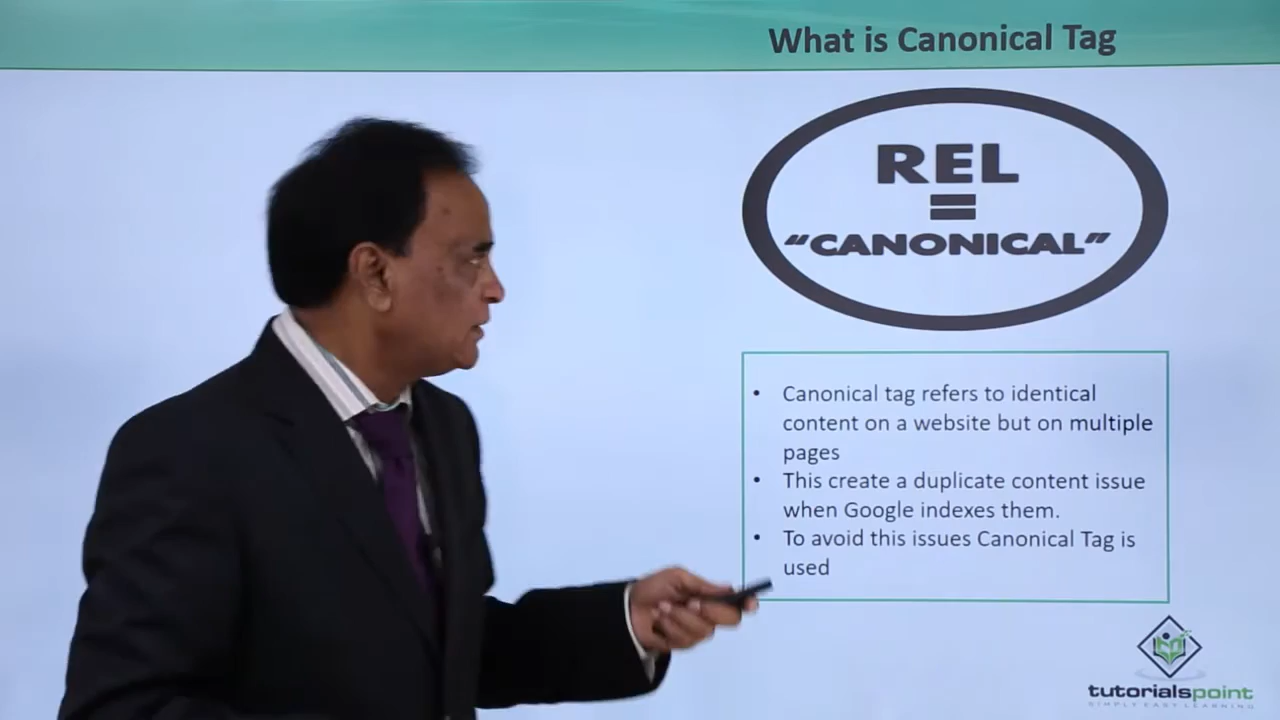 What is Canonical Tag
REL
=
“CANONICAL”
• Canonical tag refers to identical
content on a website but on multiple
pages
• This create a duplicate content issue
when Google indexes them.
• To avoid this issues Canonical Tag is
used
tutorialspoint
SIMPLY EASY LEARNING